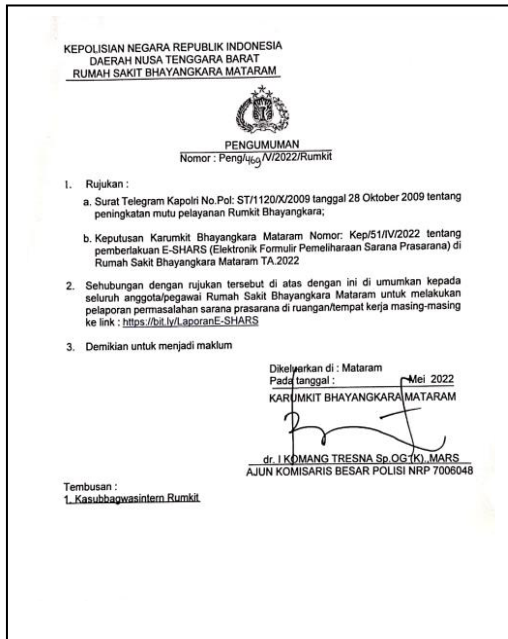 KEPOLISIAN NEGARA REPUBLIK INDONESIA
DAERAH NUSA TENGGARA BARAT
RUMAH SAKIT BHAYANGKARA MATARAM
PENGUMUMAN
Nomor : Peng/469/V/2022/Rumkit
1. Rujukan :
a. Surat Telegram Kapolri No.Pol: ST/1120/X/2009 tanggal 28 Oktober 2009 tentang
peningkatan mutu pelayanan Rumkit Bhayangkara;
b. Keputusan Karumkit Bhayangkara Mataram Nomor: Kep/51/IV/2022 tentang
pemberlakuan E-SHARS (Elektronik Formulir Pemeliharaan Sarana Prasarana) di
Rumah Sakit Bhayangkara Mataram TA.2022
2. Sehubungan dengan rujukan tersebut di atas dengan ini di umumkan kepada
seluruh anggota/pegawai Rumah Sakit Bhayangkara Mataram untuk melakukan
pelaporan permasalahan sarana prasarana di ruangan/tempat kerja masing-masing
ke link : https://bit.ly/LaporanE-SHARS
3. Demikian untuk menjadi maklum
Dikeluarkan di : Mataram
Pada tanggal : Mei 2022
KARUMKIT BHAYANGKARA MATARAM
dr. I KOMANG TRESNA Sp.OG (K).,MARS
AJUN KOMISARIS BESAR POLISI NRP 7006048
Tembusan :
1. Kasubbagwasintern Rumkit